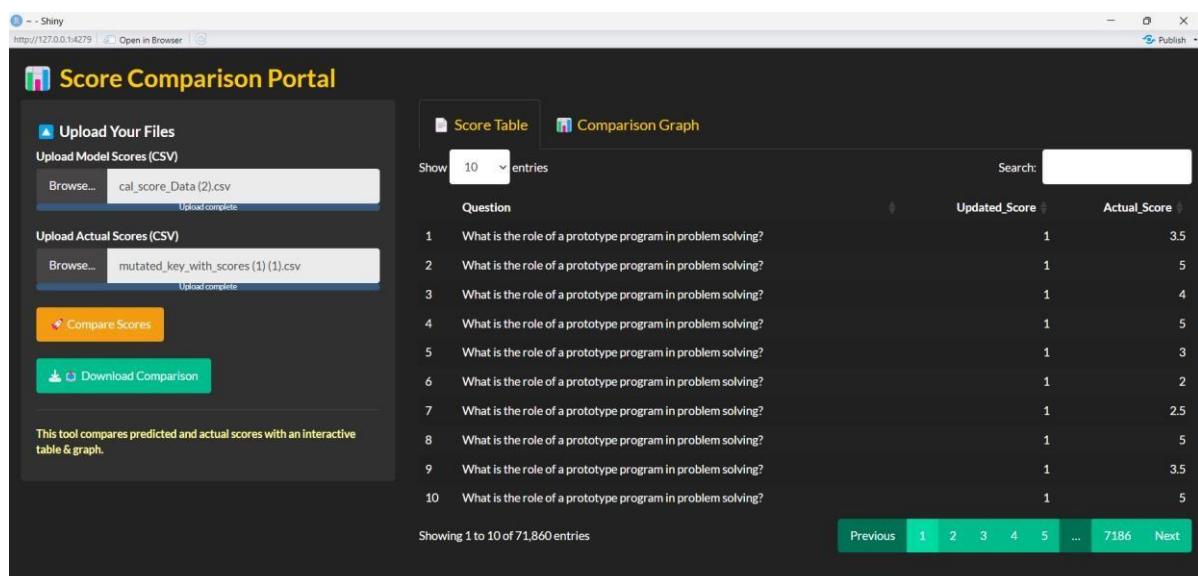 ~ - Shiny
http://127.0.0.1:4279 Open in Browser
Publish
Score Comparison Portal
Upload Your Files
Upload Model Scores (CSV)
Browse... cal_score_Data (2).csv
Upload complete
Upload Actual Scores (CSV)
Browse... mutated_key_with_scores (1) (1).csv
Upload complete
Compare Scores
Download Comparison
This tool compares predicted and actual scores with an interactive
table & graph.
Score Table Comparison Graph
Show 10 entries Search:
Question Updated_Score Actual_Score
1 What is the role of a prototype program in problem solving? 1 3.5
2 What is the role of a prototype program in problem solving? 1 5
3 What is the role of a prototype program in problem solving? 1 4
4 What is the role of a prototype program in problem solving? 1 5
5 What is the role of a prototype program in problem solving? 1 3
6 What is the role of a prototype program in problem solving? 1 2
7 What is the role of a prototype program in problem solving? 1 2.5
8 What is the role of a prototype program in problem solving? 1 5
9 What is the role of a prototype program in problem solving? 1 3.5
10 What is the role of a prototype program in problem solving? 1 5
Showing 1 to 10 of 71,860 entries Previous 1 2 3 4 5 ... 7186 Next